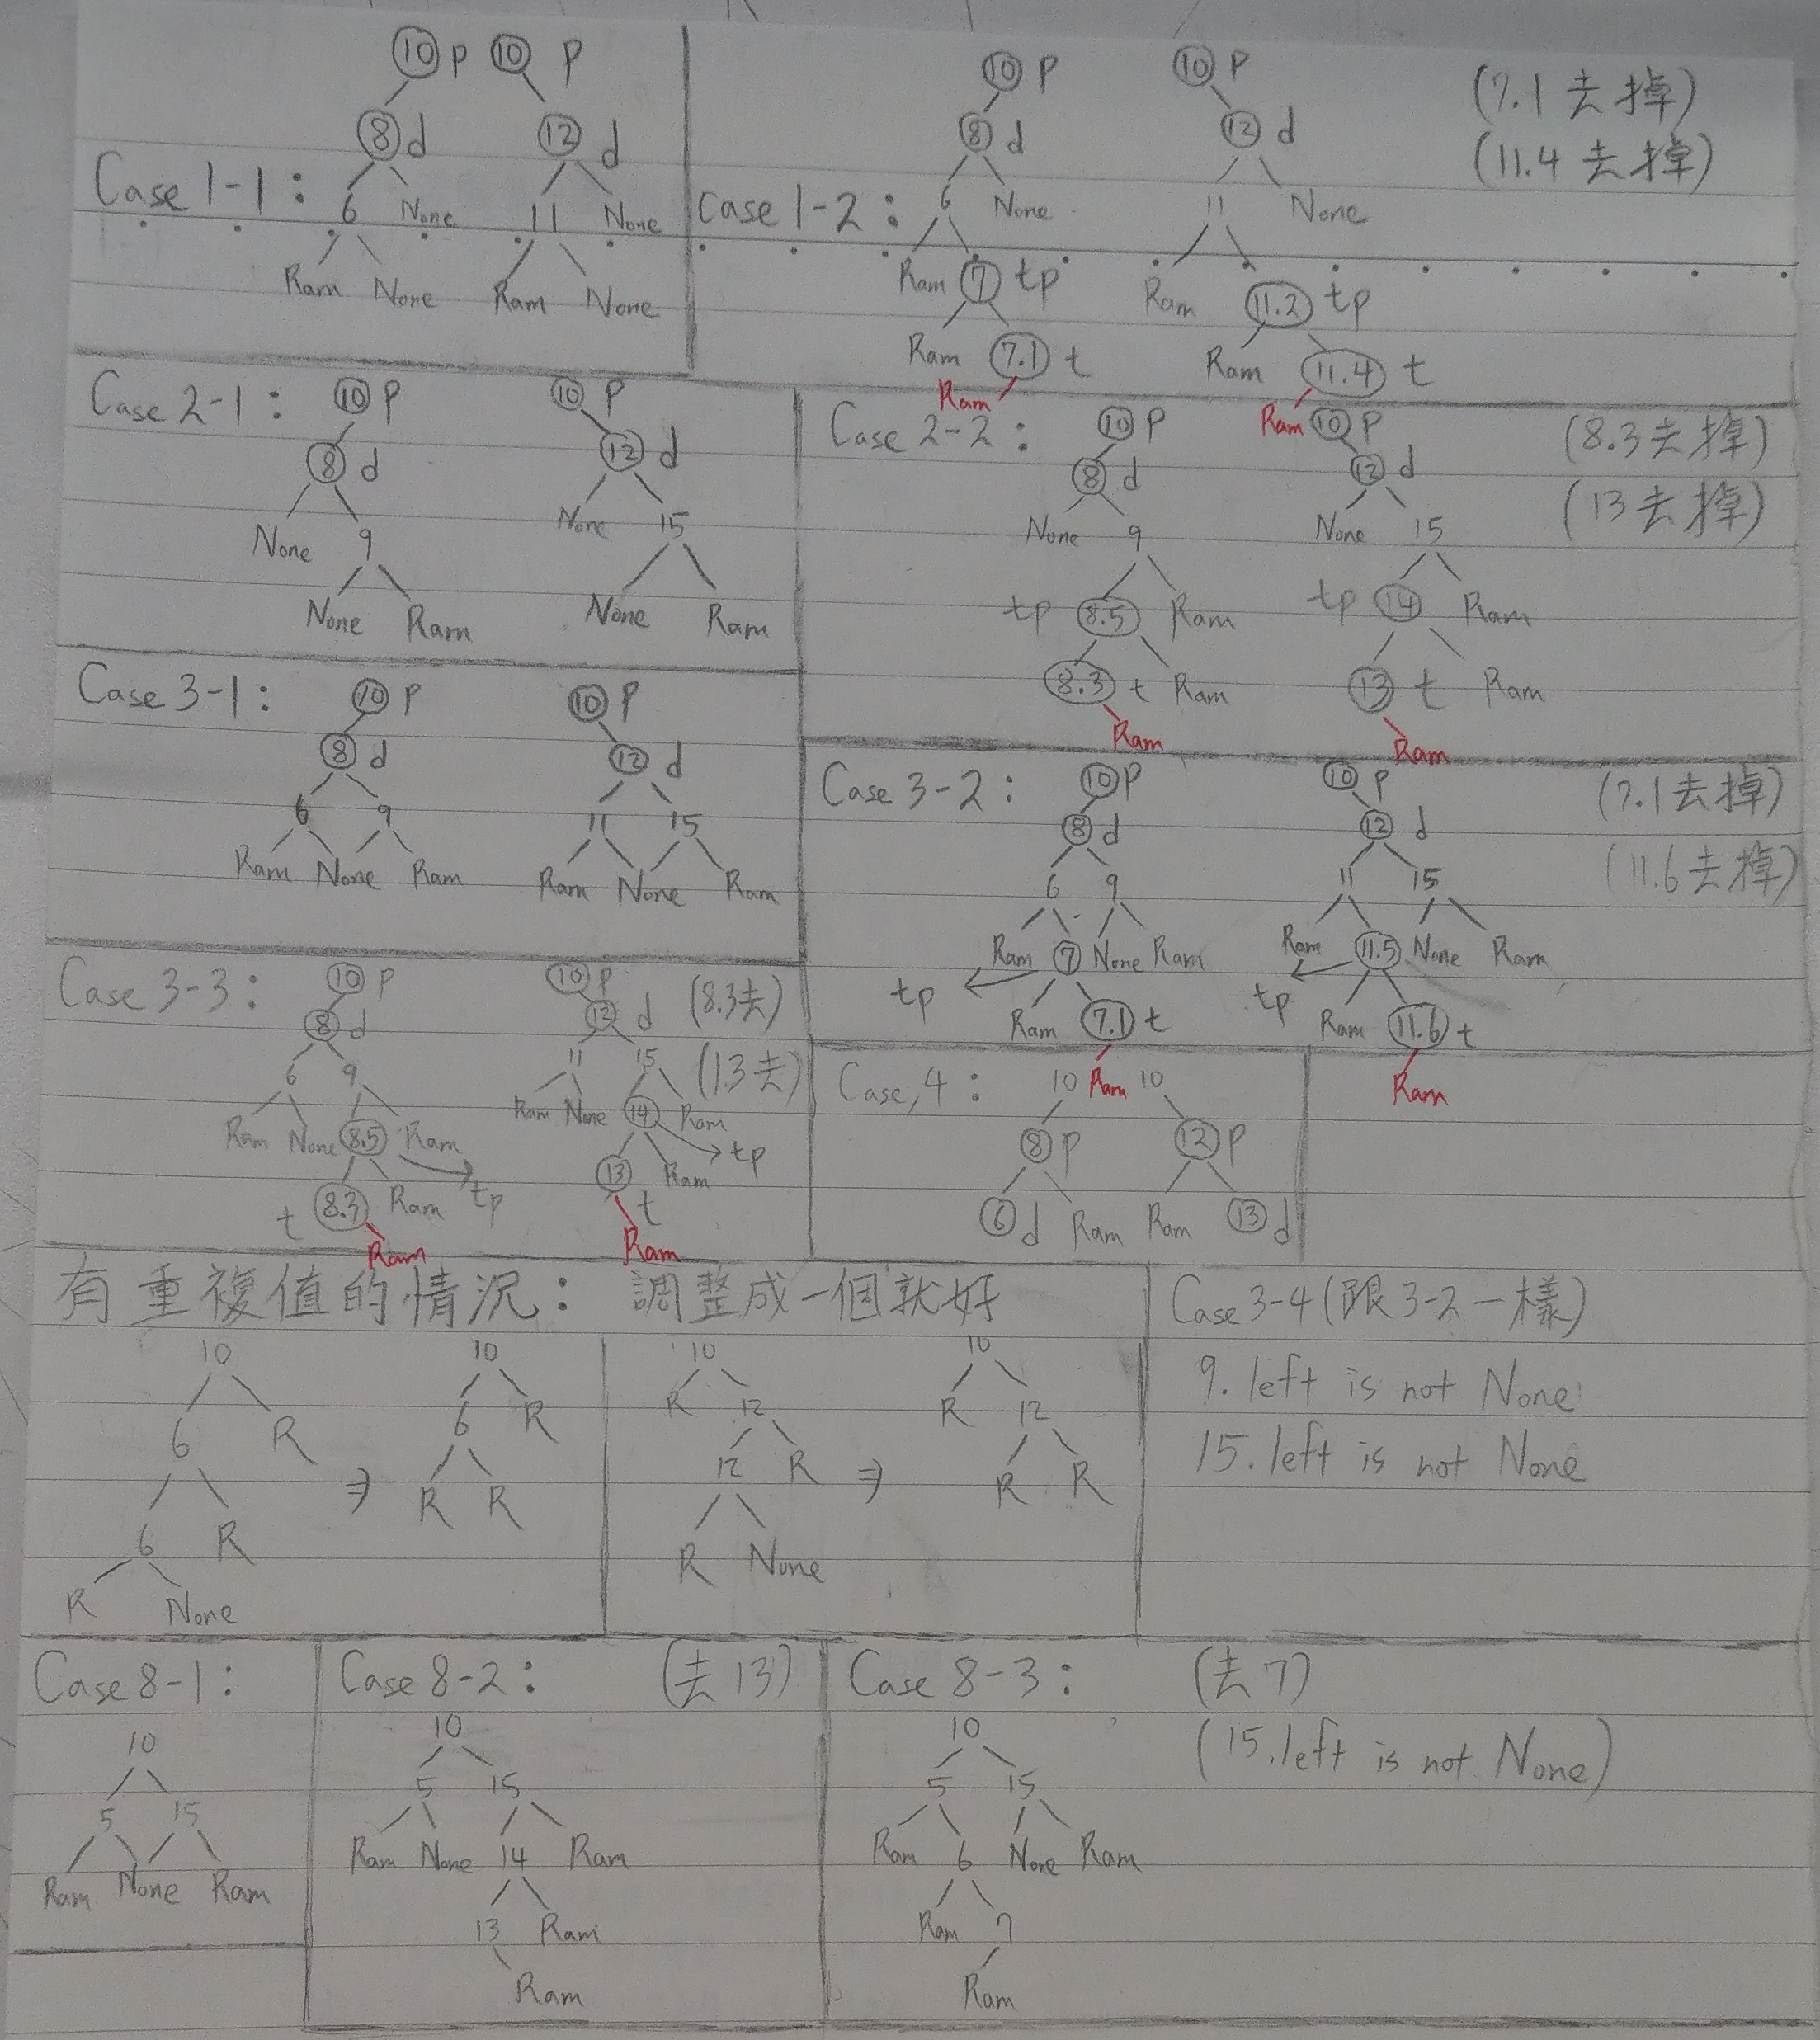 Case 1-1 :
10 p 10 p
8 d 12 d
6 None 11 None
Ram None Ram None
Case 1-2 :
(7.1 去掉)
(11.4 去掉)
10 p 10 p
8 d 12 d
6 None 11 None
Ram 7 tp Ram 11.2 tp
Ram 7.1 t Ram 11.4 t
Ram Ram
Case 2-1 :
10 p 10 p
8 d 12 d
None 9 None 15
None Ram None Ram
Case 2-2 :
(8.3 去掉)
(13 去掉)
10 p 10 p
8 d 12 d
None 9 None 15
tp 8.5 Ram tp 14 Ram
8.3 t Ram 13 t Ram
Ram Ram
Case 3-1 :
10 p 10 p
8 d 12 d
6 9 11 15
Ram None Ram Ram None Ram
Case 3-2 :
(7.1 去掉)
(11.6 去掉)
10 p 10 p
8 d 12 d
6 9 11 15
Ram 7 None Ram Ram 11.5 None Ram
tp tp
Ram 7.1 t Ram 11.6 t
Ram Ram
Case 3-3 :
(8.3去)
(13去)
10 p 10 p
8 d 12 d
6 9 11 15
Ram None 8.5 Ram Ram None 14 Ram
tp tp
t 8.3 Ram 13 t Ram
Ram Ram
Case, 4 :
10 10
8 p 12 p
6 d Ram Ram 13 d
有重複值的情況: 調整成一個就好
10 10
6 R 6 R
6 R ⇒ R R
R None
10 10
R 12 R 12
12 R ⇒ R R
R None
Case 3-4 (跟3-2一樣)
9. left is not None
15. left is not None
Case 8-1 :
10
5 15
Ram None Ram
Case 8-2 : (去 13)
10
5 15
Ram None 14 Ram
13 Ram
Ram
Case 8-3 : (去 7)
(15. left is not None)
10
5 15
Ram 6 None Ram
Ram 7
Ram